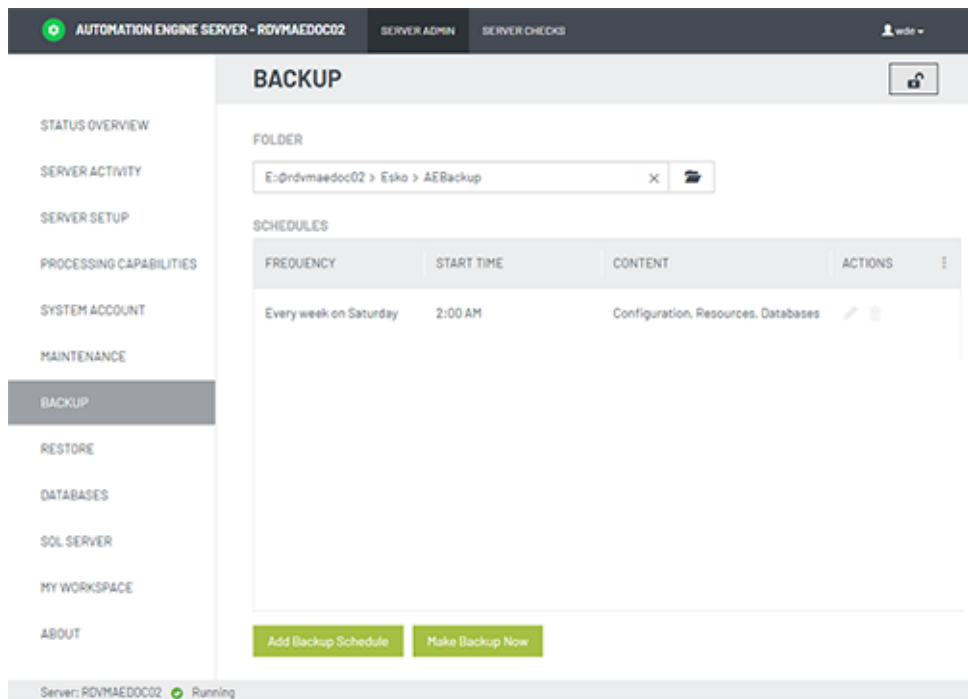 AUTOMATION ENGINE SERVER - RDVMAEDOC02 SERVER ADMIN SERVER CHECKS wde
BACKUP
STATUS OVERVIEW
SERVER ACTIVITY
SERVER SETUP
PROCESSING CAPABILITIES
SYSTEM ACCOUNT
MAINTENANCE
BACKUP
RESTORE
DATABASES
SQL SERVER
MY WORKSPACE
ABOUT
FOLDER
E:@rdvmaedoc02 > Esko > AEBackup
SCHEDULES
FREQUENCY START TIME CONTENT ACTIONS
Every week on Saturday 2:00 AM Configuration, Resources, Databases
Add Backup Schedule Make Backup Now
Server: RDVMAEDOC02 Running